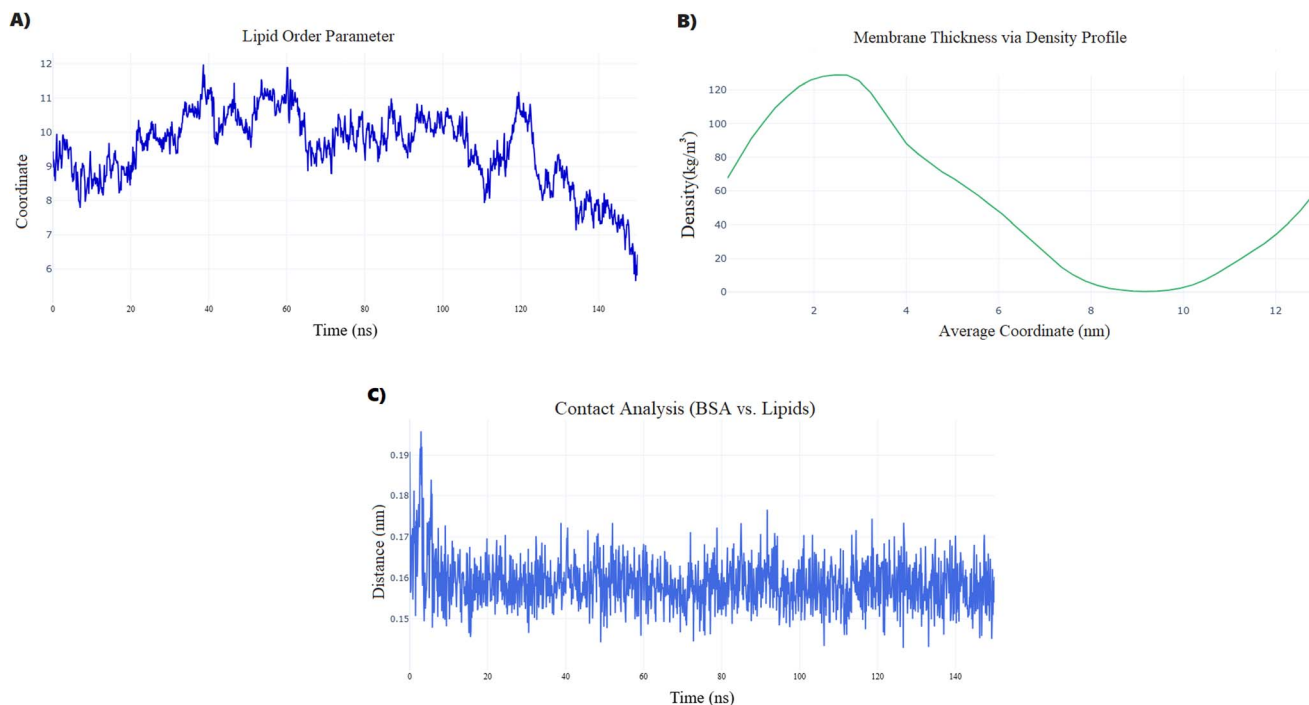 A)
Lipid Order Parameter
12
11
10
9
8
7
6
Coordinate
0 20 40 60 80 100 120 140
Time (ns)
B)
Membrane Thickness via Density Profile
120
100
80
60
40
20
0
Density(kg/m³)
2 4 6 8 10 12
Average Coordinate (nm)
C)
Contact Analysis (BSA vs. Lipids)
0.19
0.18
0.17
0.16
0.15
Distance (nm)
0 20 40 60 80 100 120 140
Time (ns)